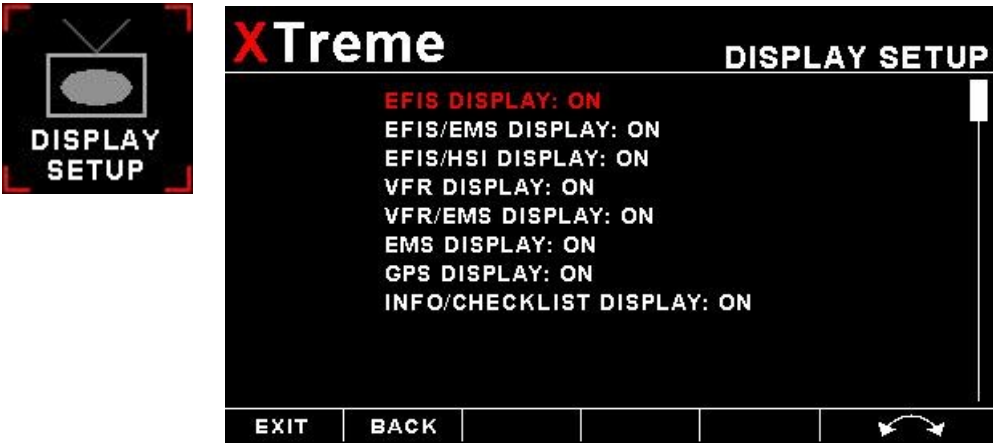 DISPLAY
SETUP
XTreme
DISPLAY SETUP
EFIS DISPLAY: ON
EFIS/EMS DISPLAY: ON
EFIS/HSI DISPLAY: ON
VFR DISPLAY: ON
VFR/EMS DISPLAY: ON
EMS DISPLAY: ON
GPS DISPLAY: ON
INFO/CHECKLIST DISPLAY: ON
EXIT BACK